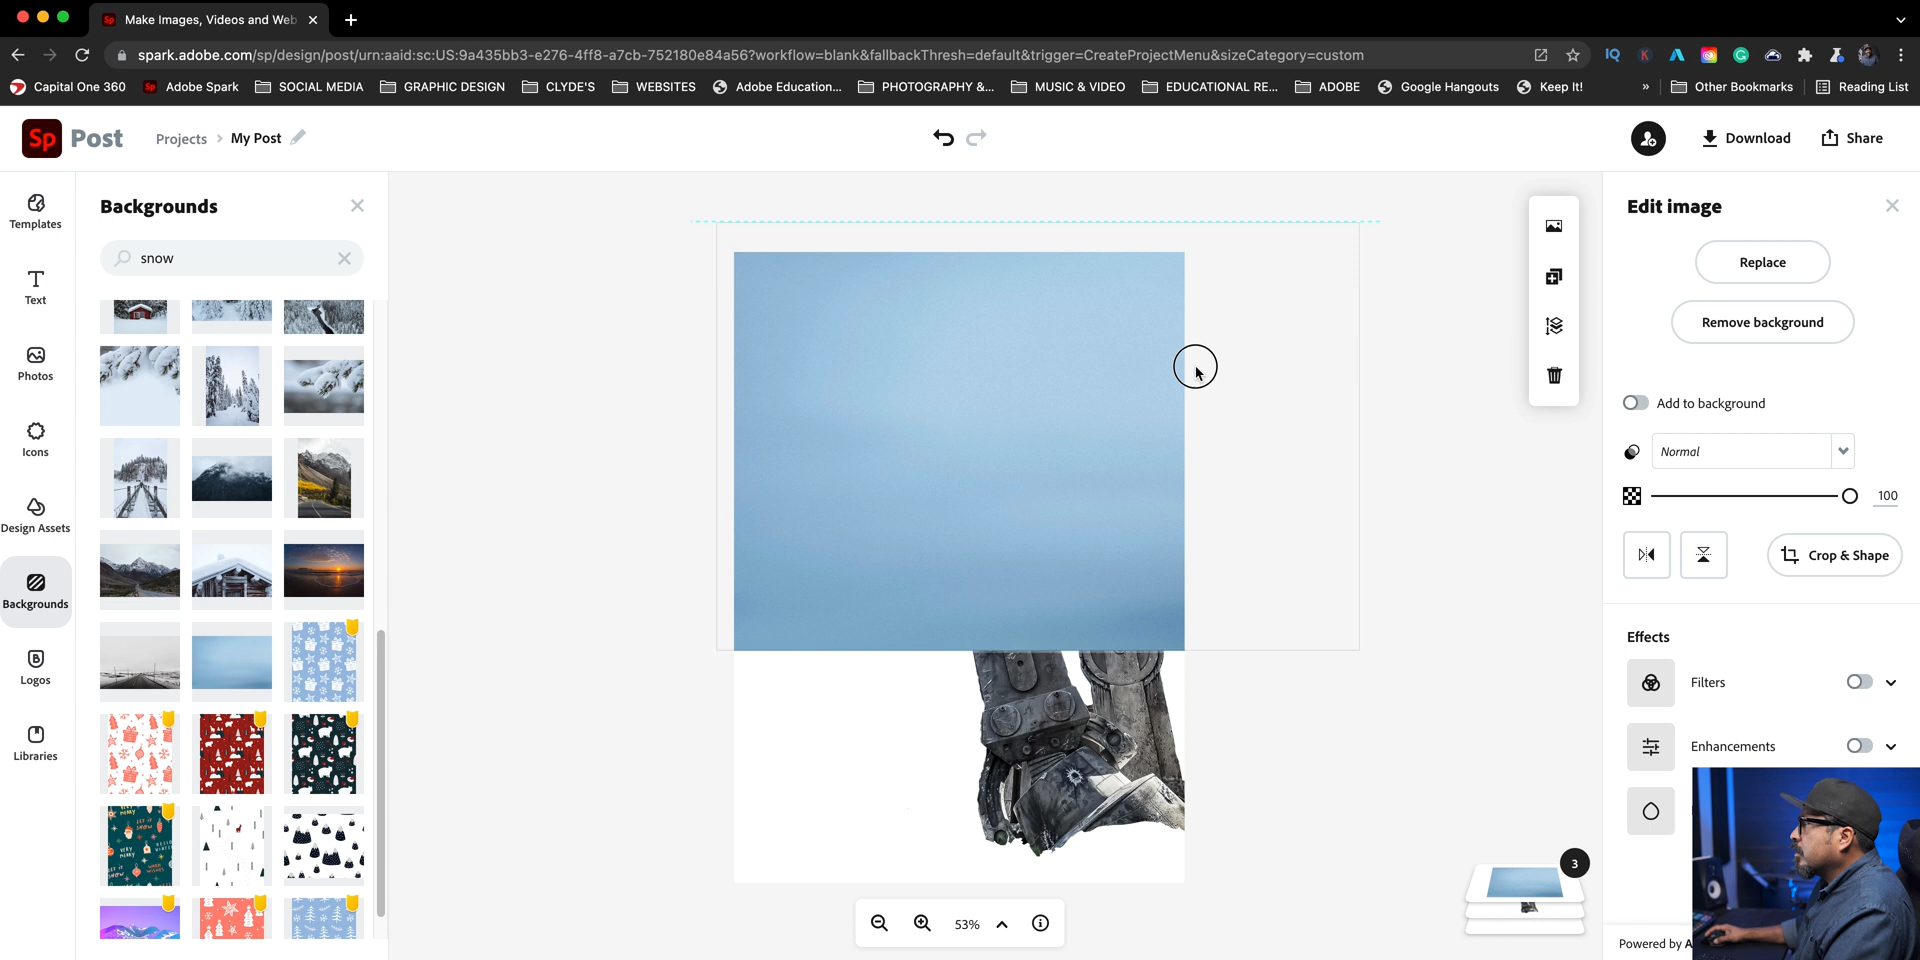 Sp Make Images, Videos and Web
spark.adobe.com/sp/design/post/urn:aaid:sc:US:9a435bb3-e276-4ff8-a7cb-752180e84a56?workflow=blank&fallbackThresh=default&trigger=CreateProjectMenu&sizeCategory=custom
IQ K
Capital One 360 Sp Adobe Spark SOCIAL MEDIA GRAPHIC DESIGN CLYDE'S WEBSITES Adobe Education... PHOTOGRAPHY &... MUSIC & VIDEO EDUCATIONAL RE... ADOBE Google Hangouts Keep It! » Other Bookmarks Reading List
Sp Post Projects > My Post Download Share
Templates
Text
Photos
Icons
Design Assets
Backgrounds
Logos
Libraries
Backgrounds
snow
53%
3
Edit image
Replace
Remove background
Add to background
Normal
100
Crop & Shape
Effects
Filters
Enhancements
Powered by A